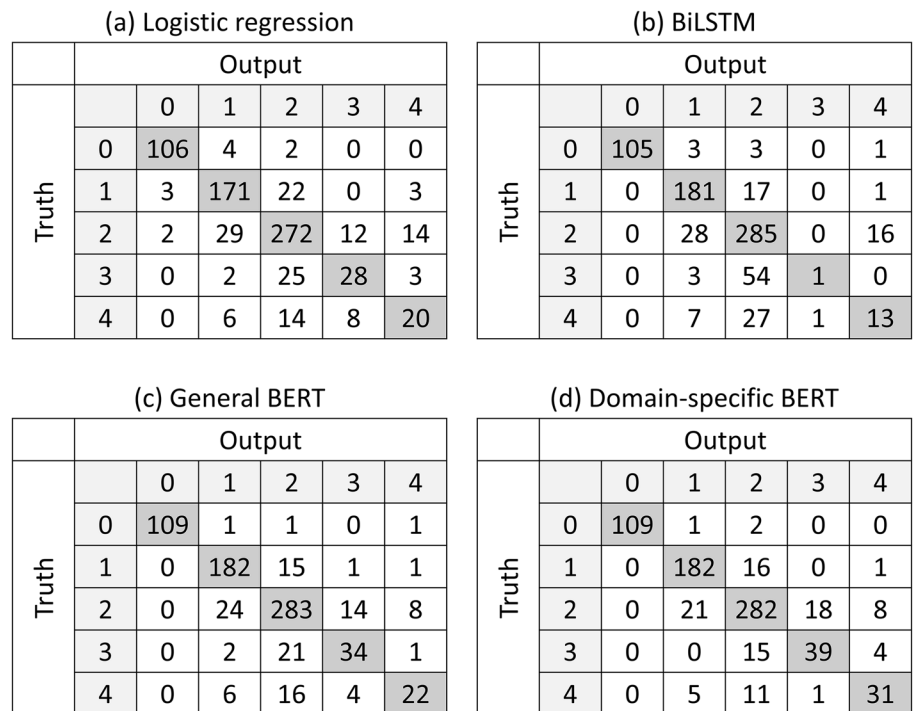 (a) Logistic regression
Output
Truth
0 1 2 3 4
0 106 4 2 0 0
1 3 171 22 0 3
2 2 29 272 12 14
3 0 2 25 28 3
4 0 6 14 8 20
(b) BiLSTM
Output
Truth
0 1 2 3 4
0 105 3 3 0 1
1 0 181 17 0 1
2 0 28 285 0 16
3 0 3 54 1 0
4 0 7 27 1 13
(c) General BERT
Output
Truth
0 1 2 3 4
0 109 1 1 0 1
1 0 182 15 1 1
2 0 24 283 14 8
3 0 2 21 34 1
4 0 6 16 4 22
(d) Domain-specific BERT
Output
Truth
0 1 2 3 4
0 109 1 2 0 0
1 0 182 16 0 1
2 0 21 282 18 8
3 0 0 15 39 4
4 0 5 11 1 31